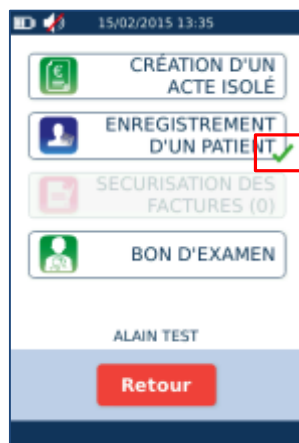 15/02/2015 13:35
CRÉATION D'UN
ACTE ISOLÉ
ENREGISTREMENT
D'UN PATIENT
SECURISATION DES
FACTURES (0)
BON D'EXAMEN
ALAIN TEST
Retour